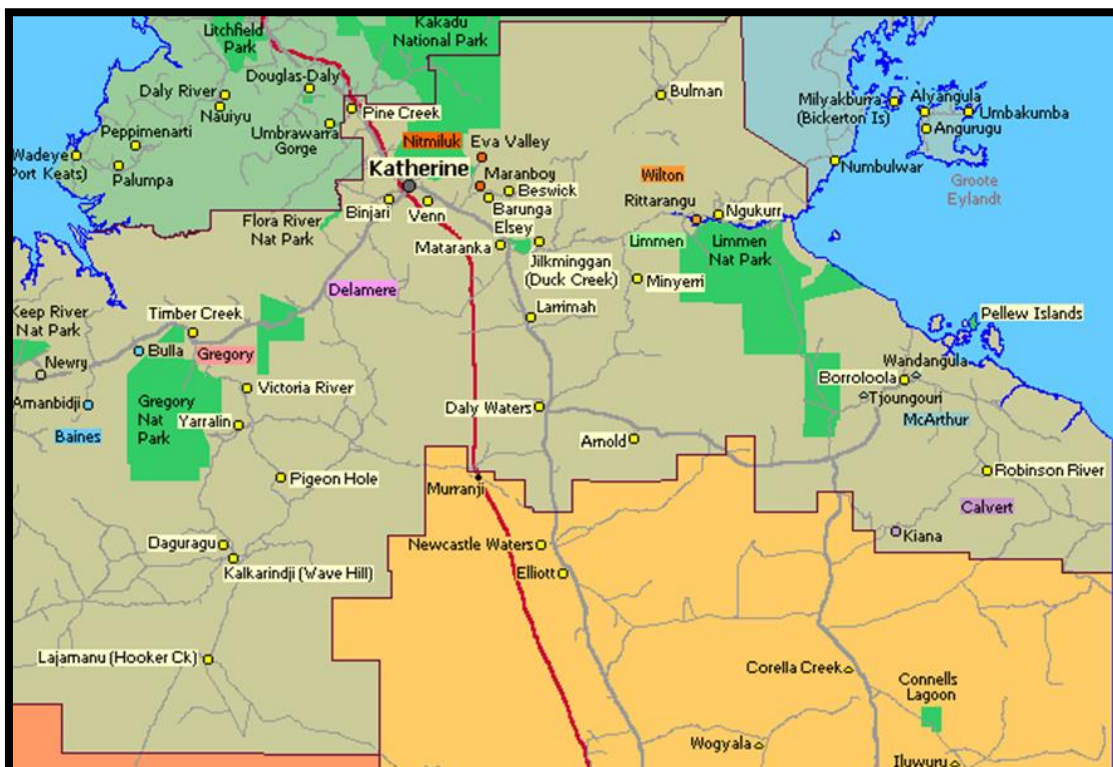 Litchfield
Park
Kakadu
National Park
Douglas-Daly
Daly River
Nauiyu
Pine Creek
Bulman
Milyakburra
(Bickerton Is)
Alyangula
Umbakumba
Angurugu
Peppimenarti
Umbrawarra
Gorge
Nitmiluk
Eva Valley
Wadeye
Port Keats)
Palumpa
Katherine
Maranboy
Beswick
Wilton
Numbulwar
Groote
Eylandt
Binjari
Venn
Barunga
Elsey
Rittarangu
Ngukurr
Flora River
Nat Park
Mataranka
Jilkminggan
(Duck Creek)
Limmen
Limmen
Nat Park
Minyerri
Delamere
Larrimah
Pellew Islands
Keep River
Nat Park
Timber Creek
Bulla
Gregory
Newry
Wandangula
Borroloola
Tjoungouri
McArthur
Amanbidji
Gregory
Nat
Park
Victoria River
Daly Waters
Baines
Yarralin
Arnold
Pigeon Hole
Murranji
Robinson River
Calvert
Kiana
Daguragu
Kalkarindji (Wave Hill)
Newcastle Waters
Elliott
Lajamanu (Hooker Ck)
Corella Creek
Connells
Lagoon
Wogyala
Iluwuru